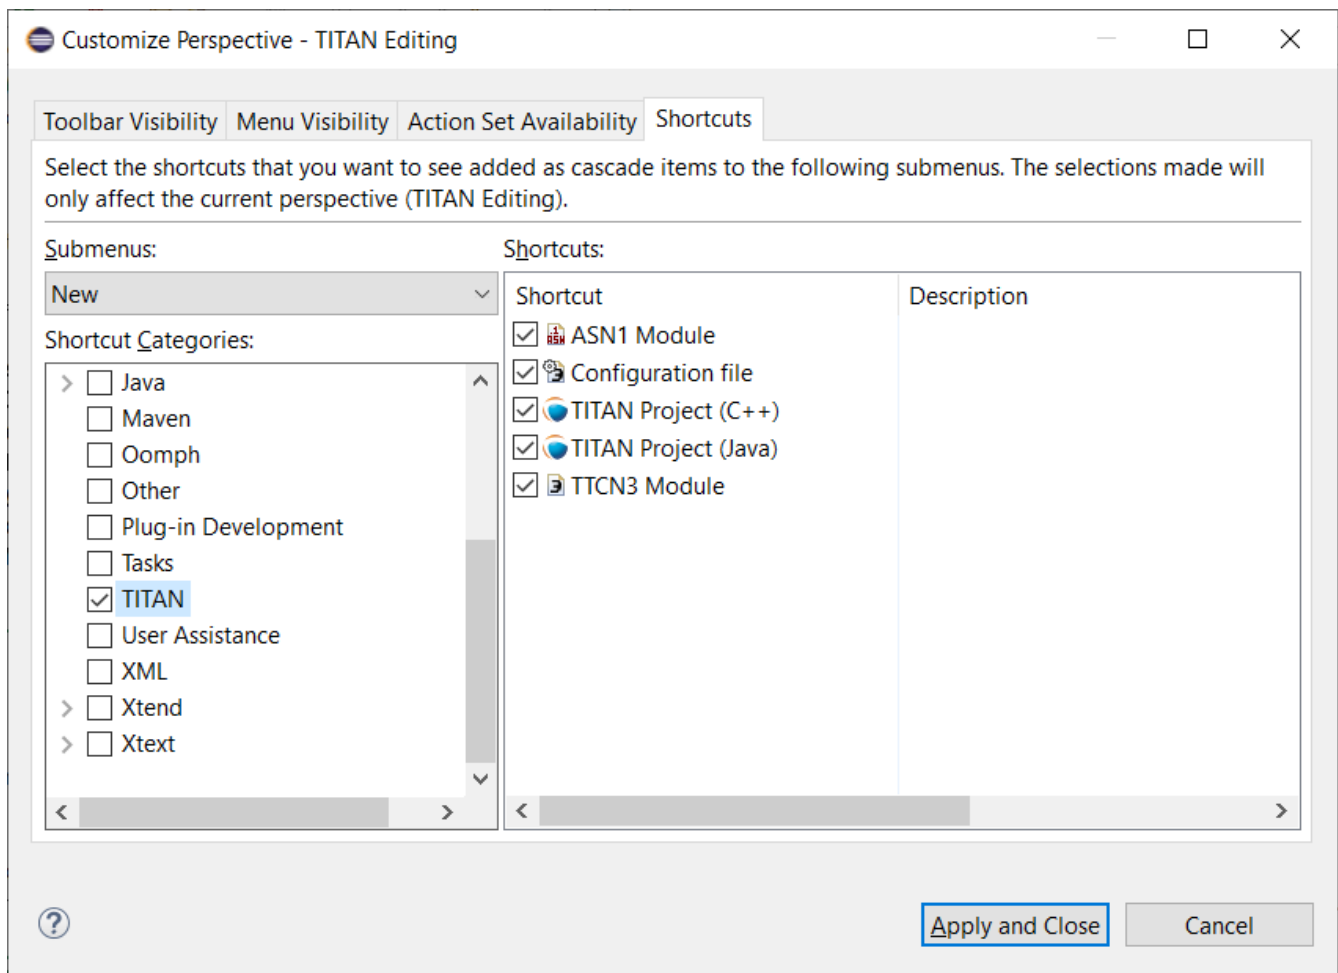 Customize Perspective - TITAN Editing
Toolbar Visibility Menu Visibility Action Set Availability Shortcuts
Select the shortcuts that you want to see added as cascade items to the following submenus. The selections made will
only affect the current perspective (TITAN Editing).
Submenus:
New
Shortcut Categories:
Java
Maven
Oomph
Other
Plug-in Development
Tasks
TITAN
User Assistance
XML
Xtend
Xtext
Shortcuts:
Shortcut Description
ASN1 Module
Configuration file
TITAN Project (C++)
TITAN Project (Java)
TTCN3 Module
Apply and Close Cancel